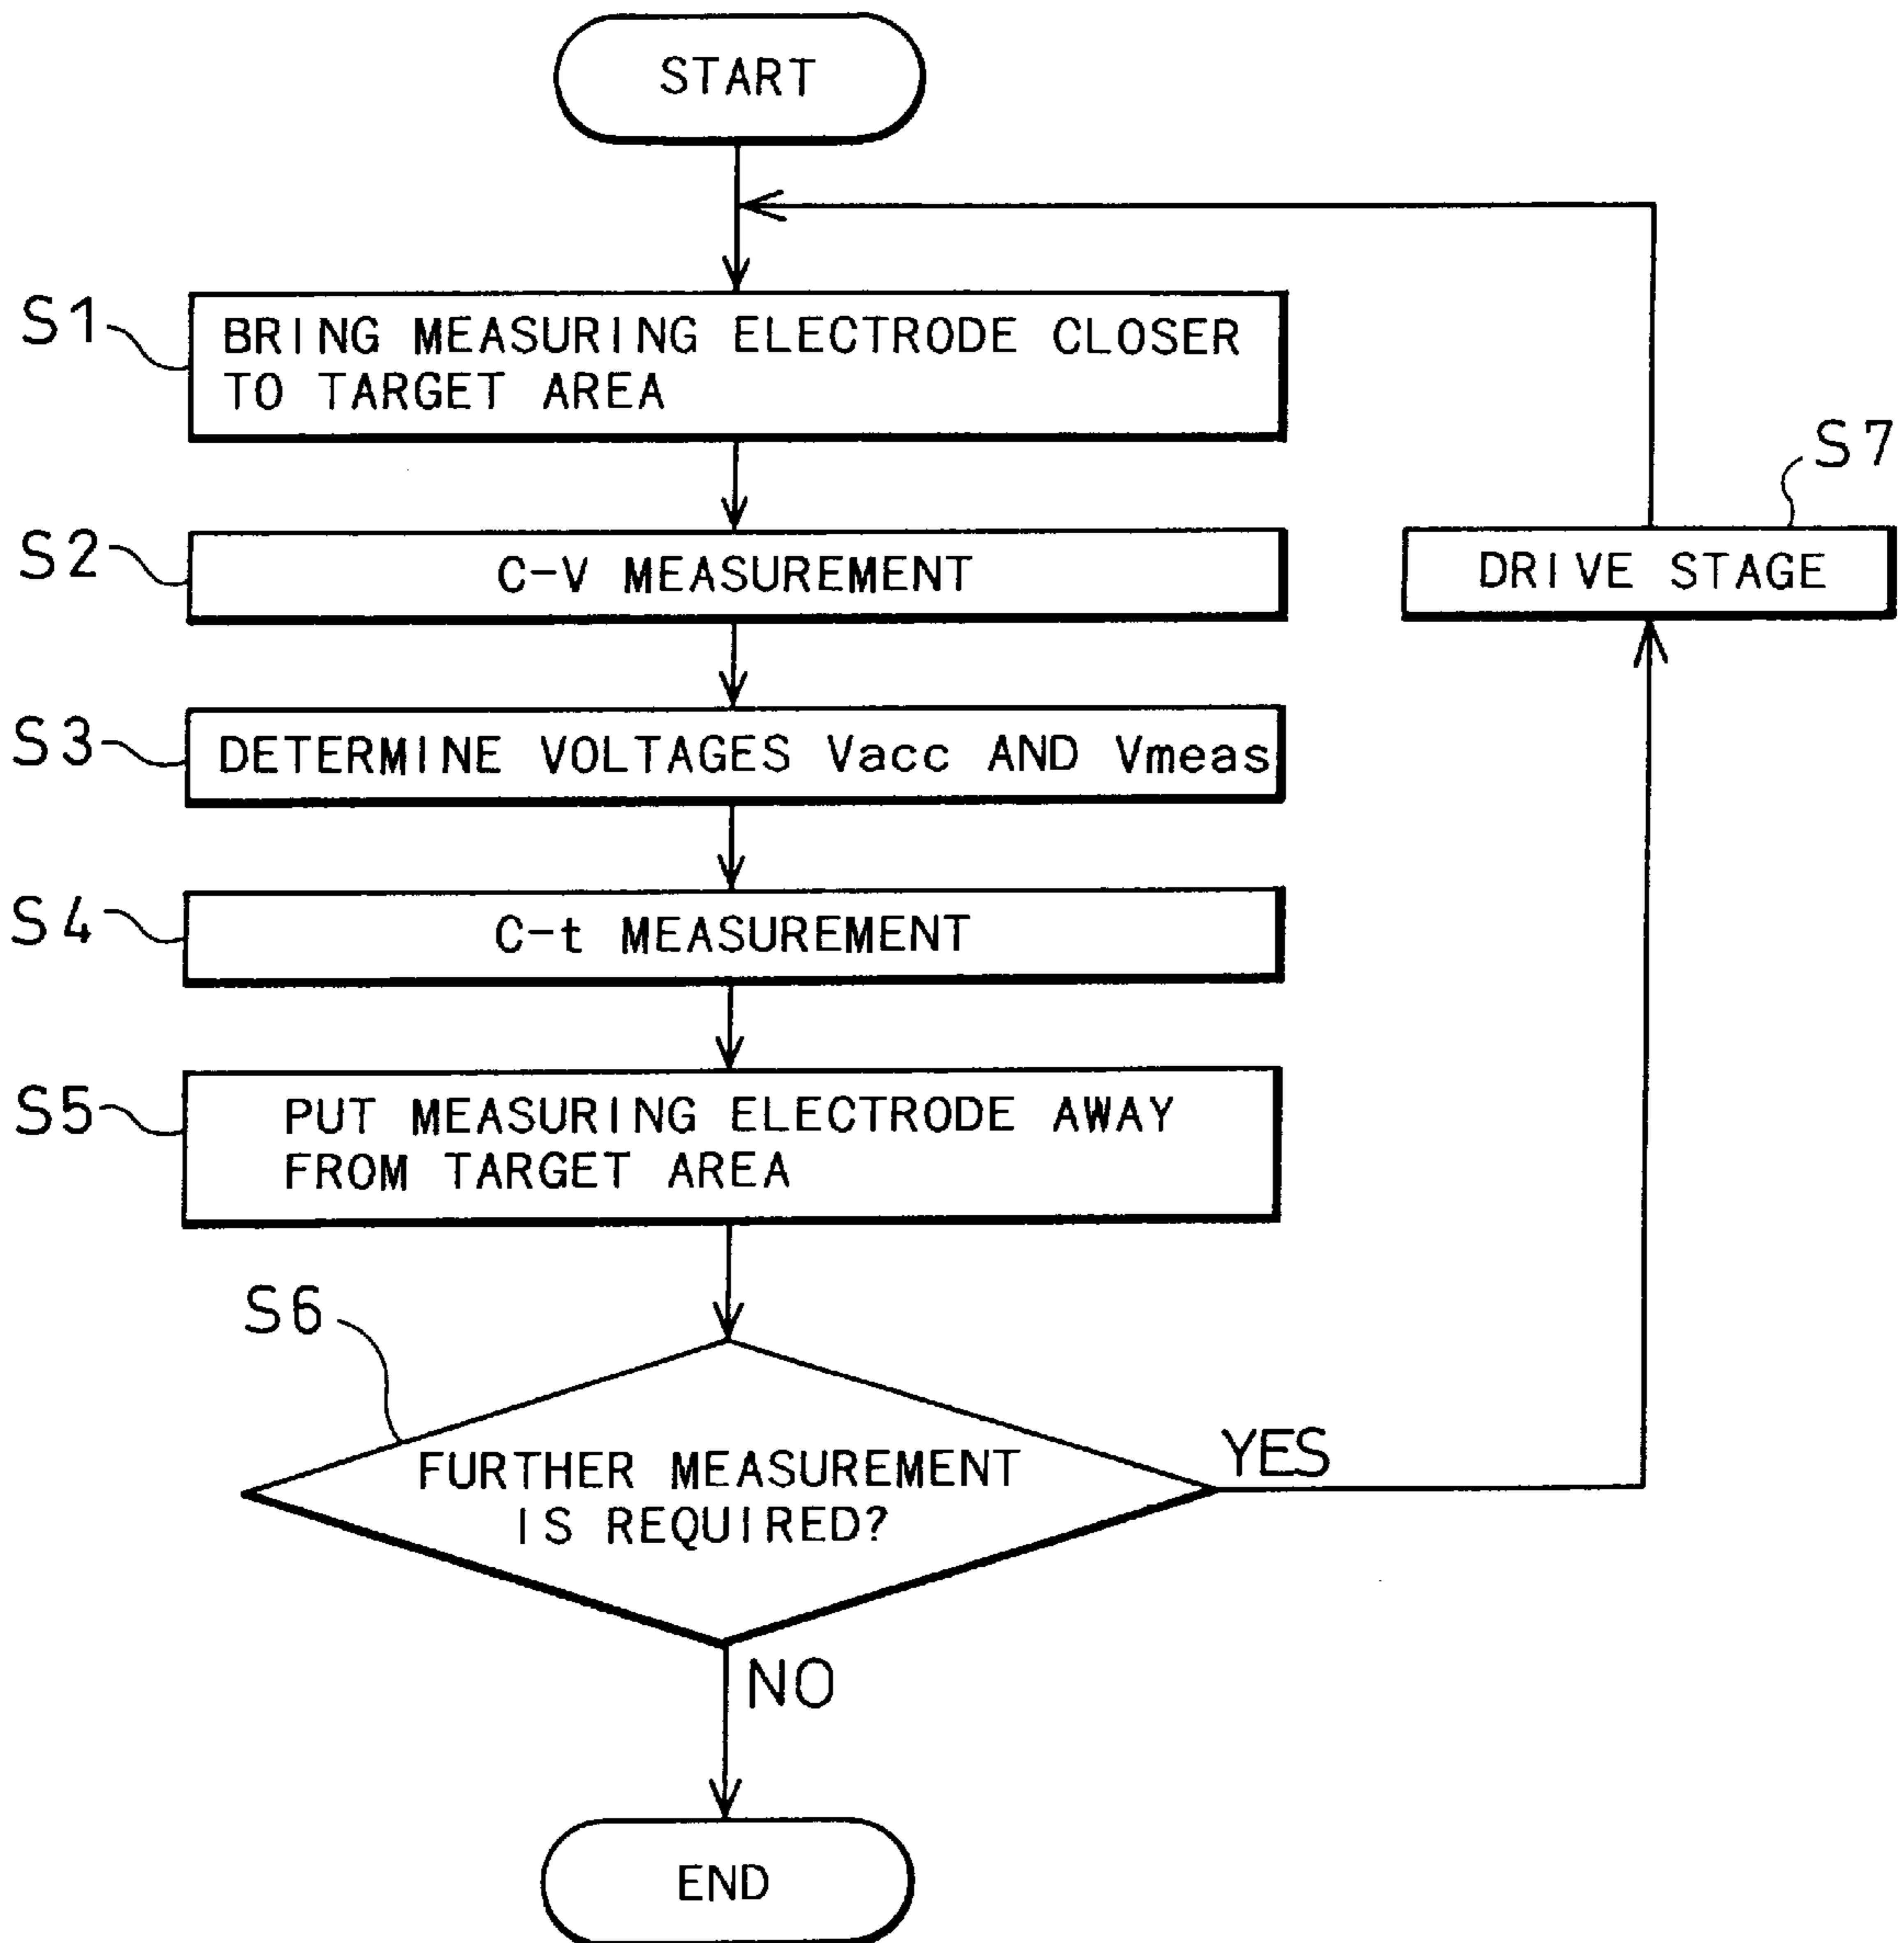 START
S1
BRING MEASURING ELECTRODE CLOSER
TO TARGET AREA
S7
S2
C-V MEASUREMENT
DRIVE STAGE
S3
DETERMINE VOLTAGES Vacc AND Vmeas
S4
C-t MEASUREMENT
S5
PUT MEASURING ELECTRODE AWAY
FROM TARGET AREA
S6
FURTHER MEASUREMENT
IS REQUIRED?
YES
NO
END